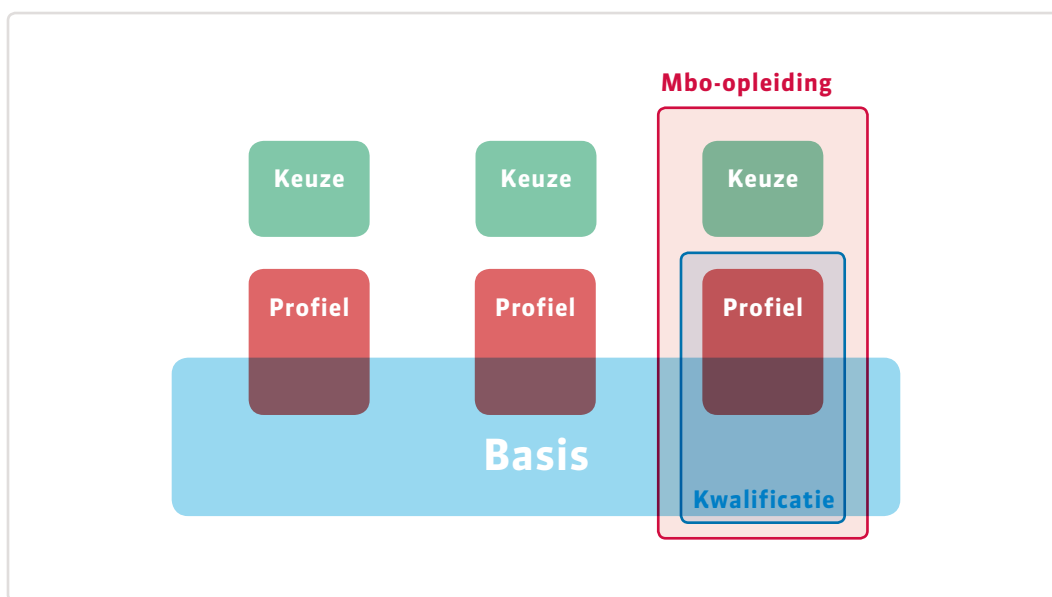 Mbo-opleiding
Keuze
Keuze
Keuze
Profiel
Profiel
Profiel
Basis
Kwalificatie